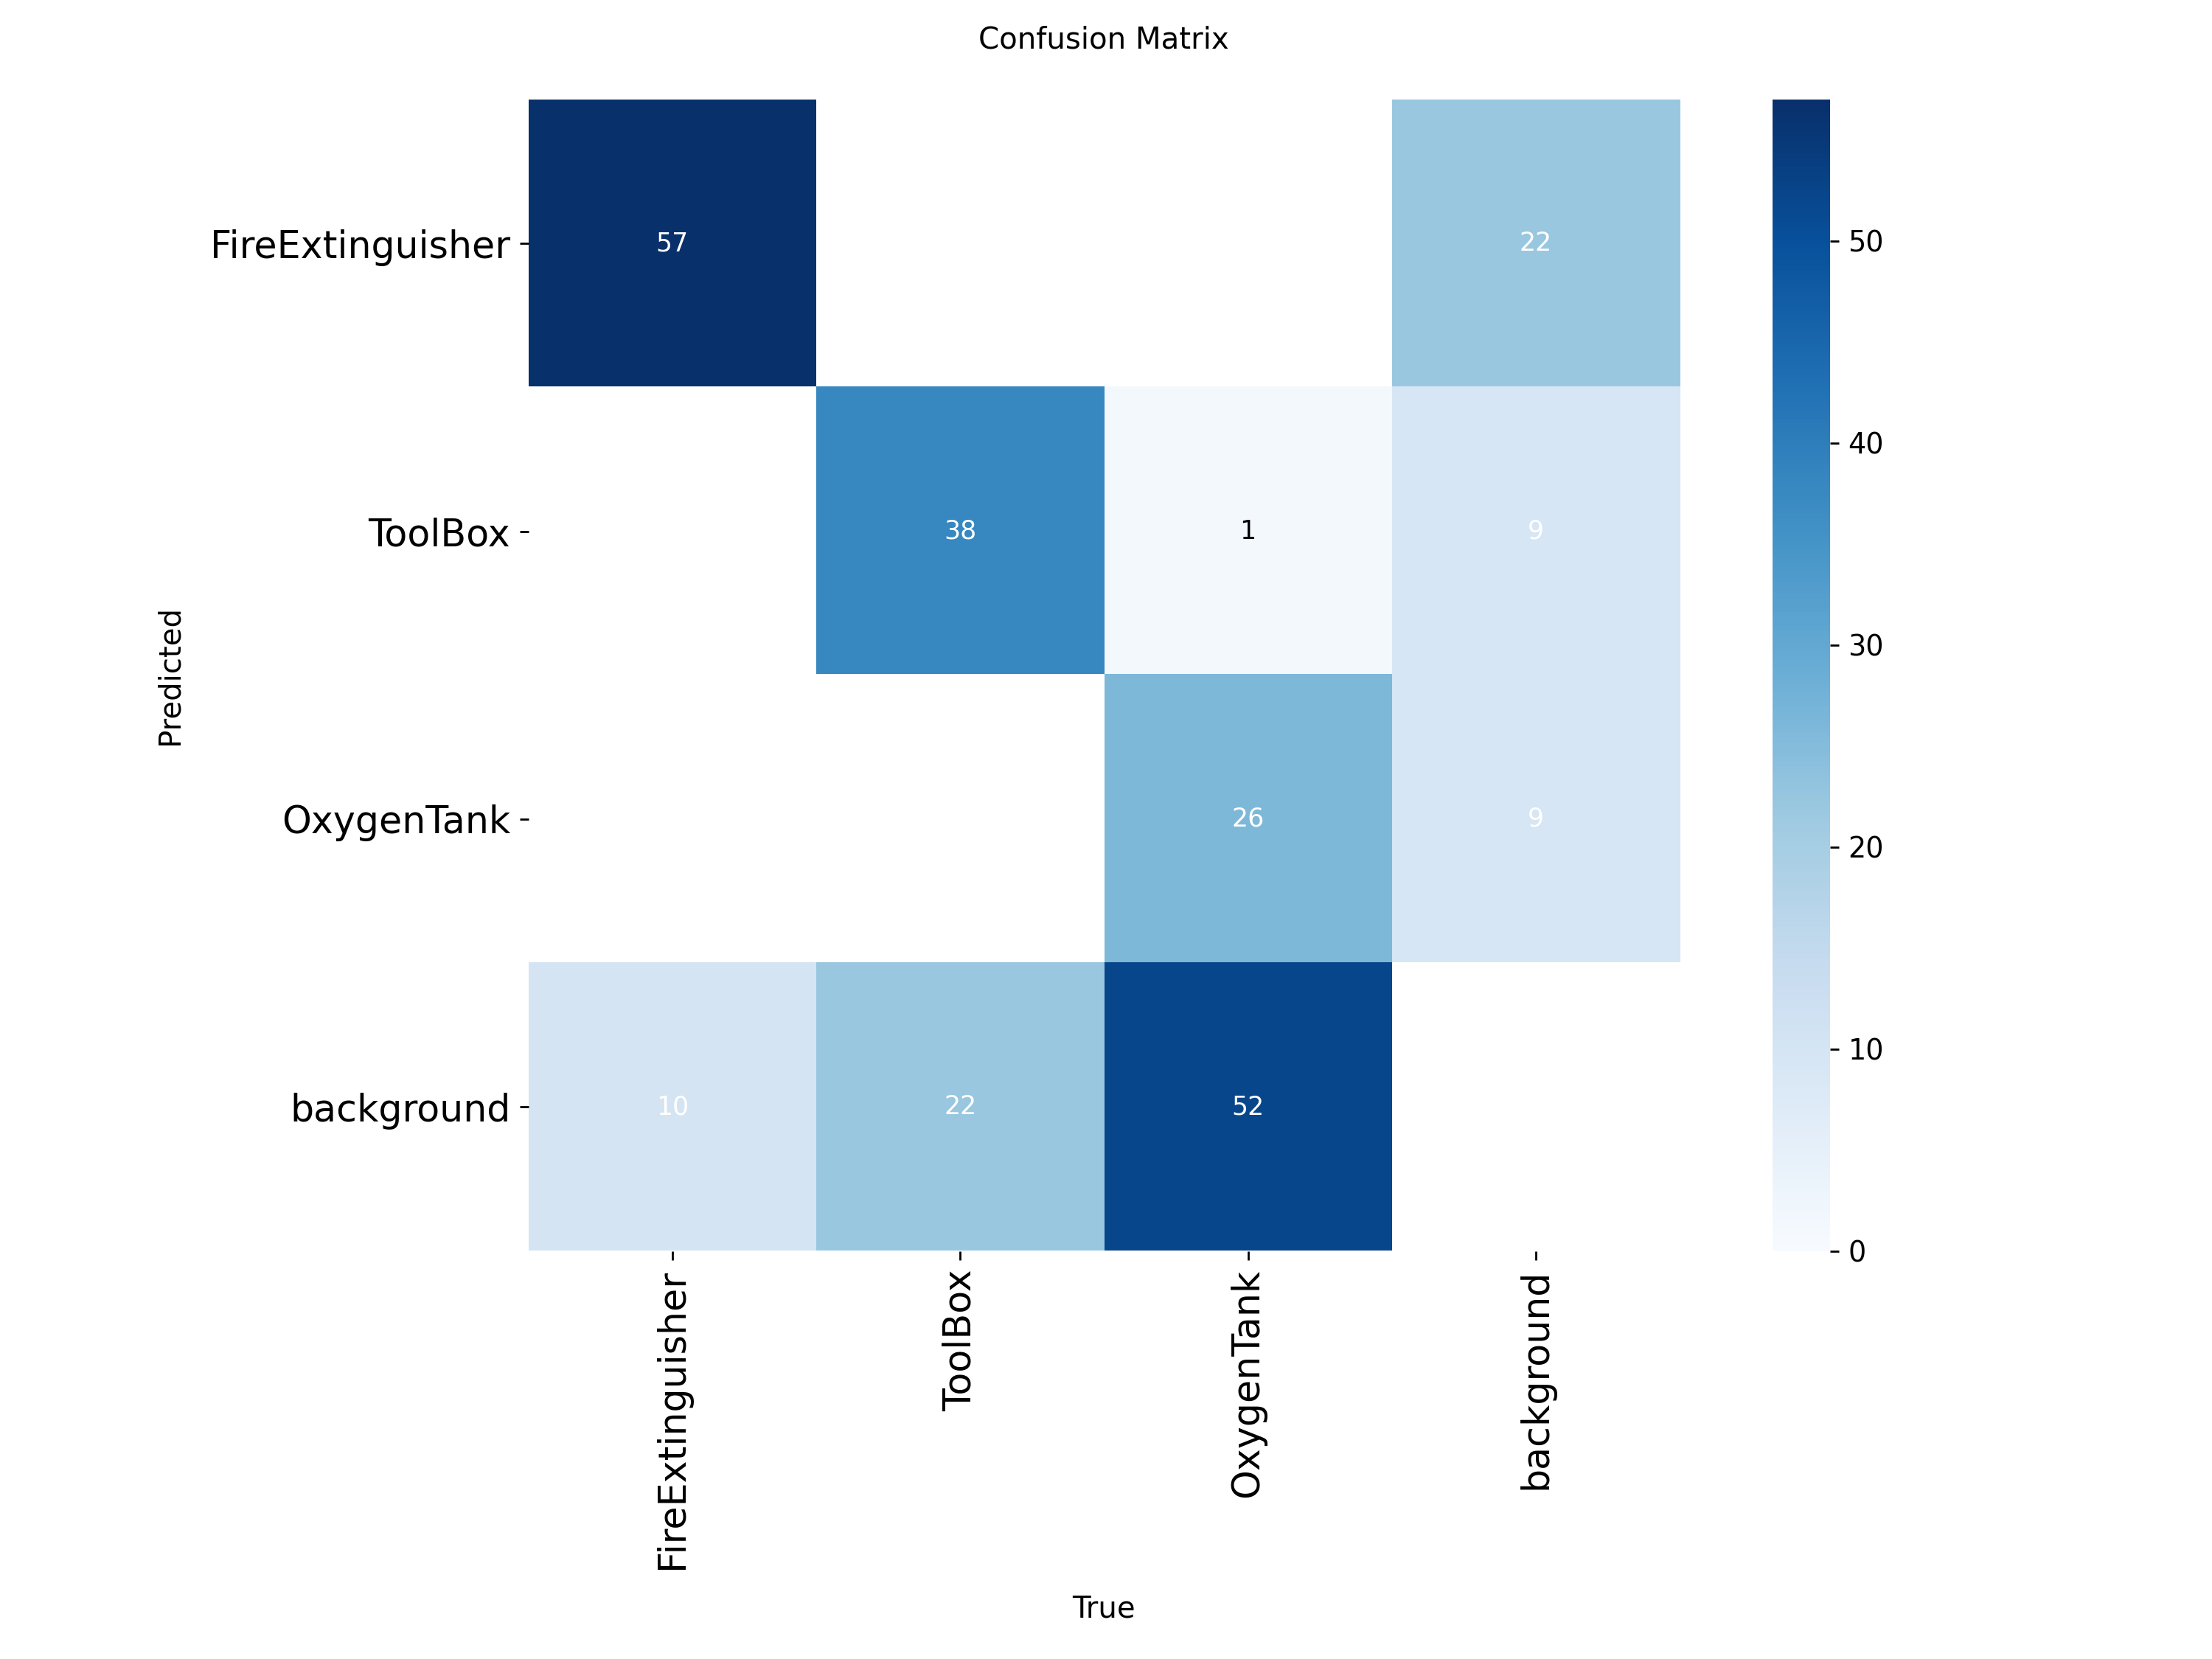 Confusion Matrix
FireExtinguisher
57
22
50
40
ToolBox
38
1
9
30
Predicted
OxygenTank
26
9
20
background
10
22
52
10
0
FireExtinguisher
ToolBox
OxygenTank
background
True